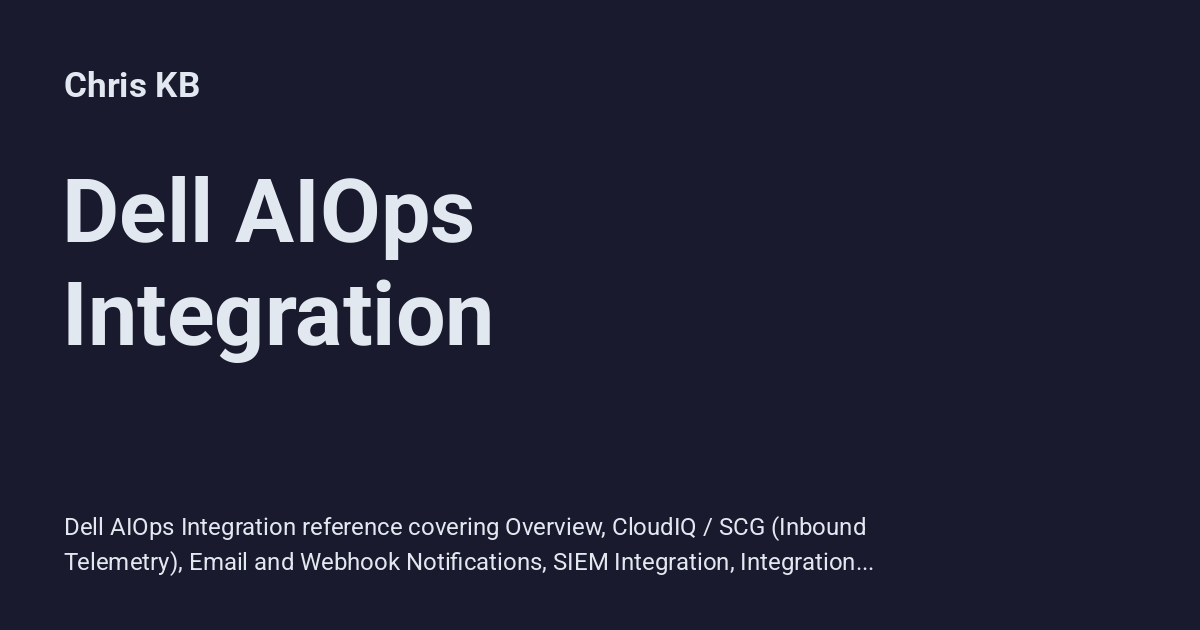 Chris KB
Dell AIOps
Integration
Dell AIOps Integration reference covering Overview, CloudIQ / SCG (Inbound
Telemetry), Email and Webhook Notifications, SIEM Integration, Integration...